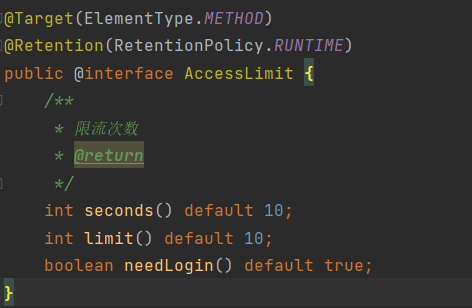 @Target(ElementType.METHOD)
@Retention(RetentionPolicy.RUNTIME)
public @interface AccessLimit {
/**
* 限流次数
* @return
*/
int seconds() default 10;
int limit() default 10;
boolean needLogin() default true;
}